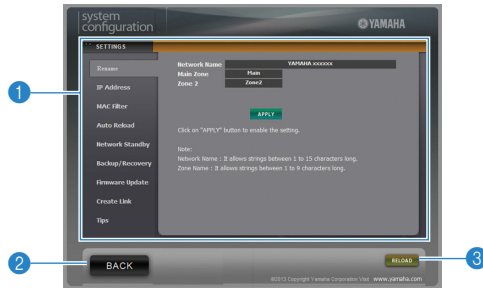 system
configuration
YAMAHA
SETTINGS
Rename
IP Address
MAC Filter
Auto Reload
Network Standby
Backup/Recovery
Firmware Update
Create Link
Tips
Network Name YAMAHA xxxxxx
Main Zone Main
Zone 2 Zone2
APPLY
Click on "APPLY" button to enable the setting.
Note:
Network Name : It allows strings between 1 to 15 characters long.
Zone Name : It allows strings between 1 to 9 characters long.
1
2
BACK
RELOAD
3
©2013 Copyright Yamaha Corporation Visit www.yamaha.com